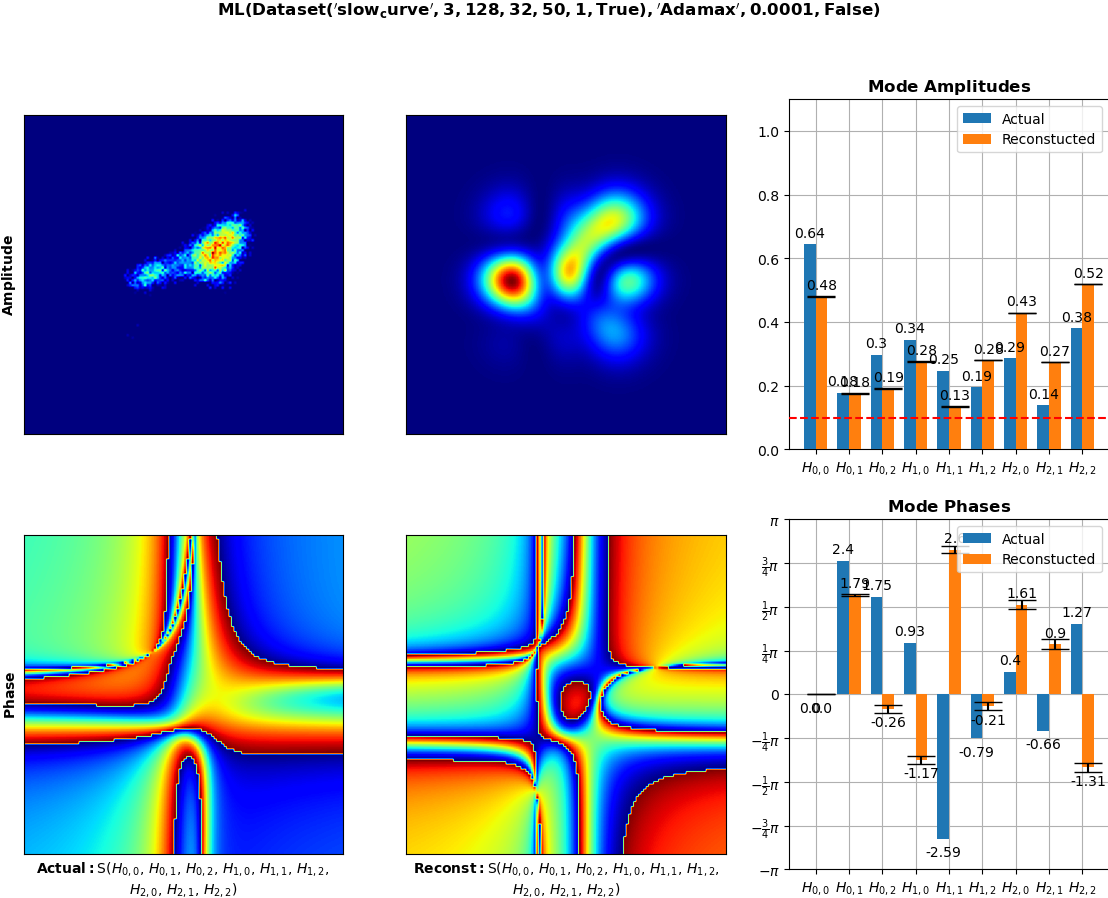 ML(Dataset('slow_curve', 3, 128, 32, 50, 1, True), 'Adamax', 0.0001, False)
Mode Amplitudes
Actual
Reconstucted
1.0
0.8
0.6
0.4
0.2
0.0
0.64
0.48
0.18
0.18
0.3
0.19
0.34
0.28
0.25
0.13
0.19
0.28
0.29
0.43
0.14
0.27
0.38
0.52
H0,0 H0,1 H0,2 H1,0 H1,1 H1,2 H2,0 H2,1 H2,2
Amplitude
Mode Phases
Actual
Reconstucted
π
3/4π
1/2π
1/4π
0
−1/4π
−1/2π
−3/4π
−π
0.0
0.0
2.4
1.79
1.75
-0.26
0.93
-1.17
-2.59
-0.79
-0.21
0.4
1.61
-0.66
0.9
1.27
-1.31
H0,0 H0,1 H0,2 H1,0 H1,1 H1,2 H2,0 H2,1 H2,2
Phase
Actual: S(H0,0, H0,1, H0,2, H1,0, H1,1, H1,2,
H2,0, H2,1, H2,2)
Reconst: S(H0,0, H0,1, H0,2, H1,0, H1,1, H1,2,
H2,0, H2,1, H2,2)